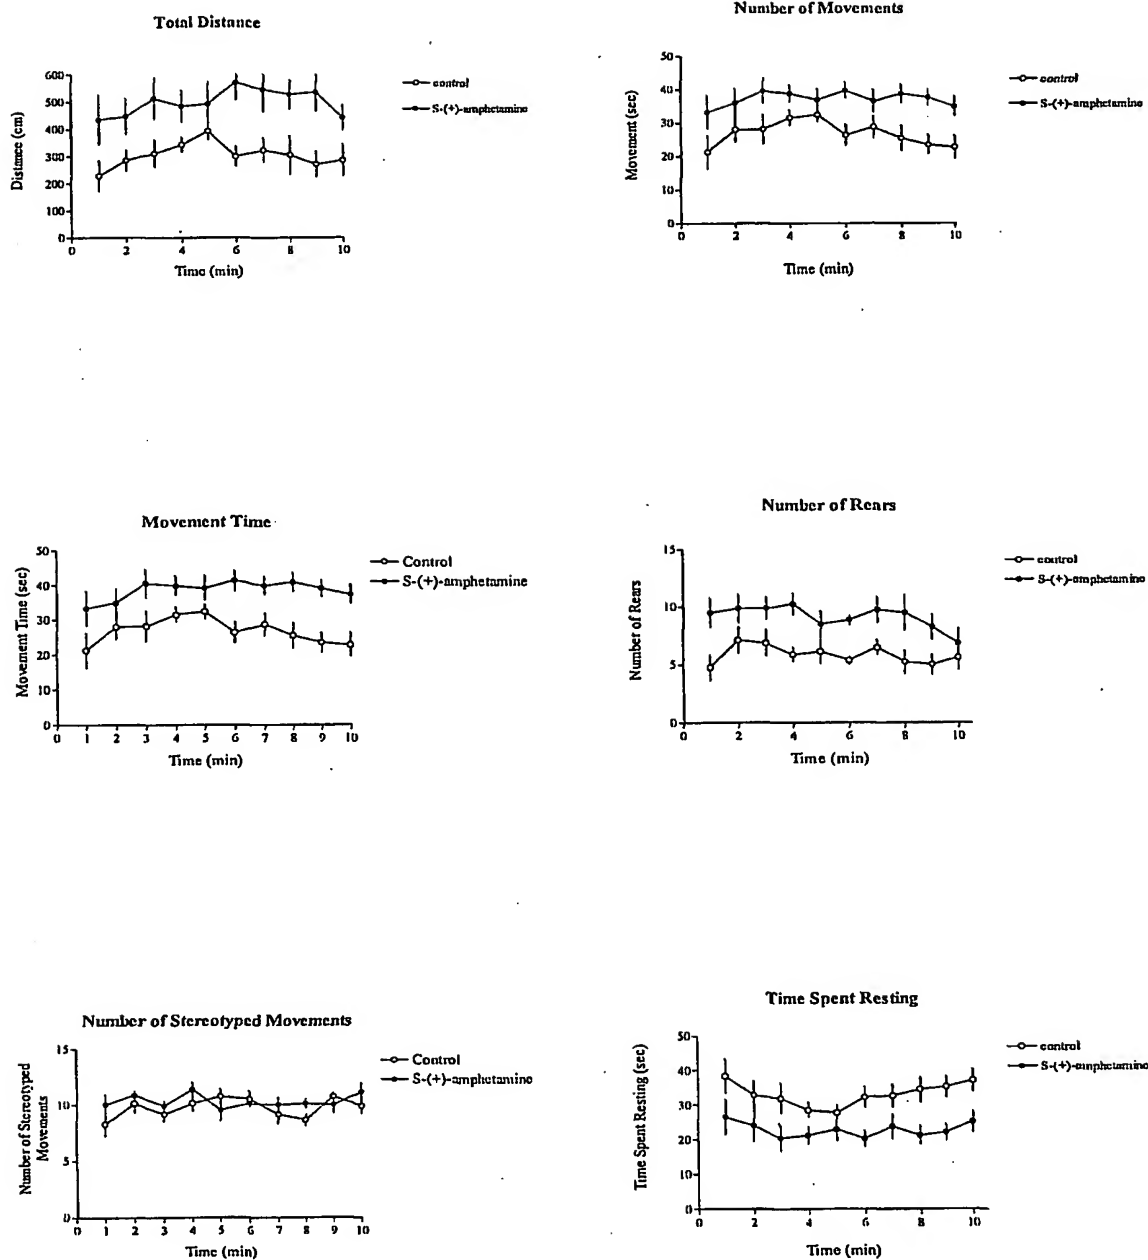 Total Distance
600
500
400
300
200
100
0
Distance (cm)
0 2 4 6 8 10
Time (min)
control
S-(+)-amphetamine
Number of Movements
50
40
30
20
10
0
Movement (sec)
0 2 4 6 8 10
Time (min)
control
S-(+)-amphetamine
Movement Time
50
40
30
20
10
0
Movement Time (sec)
0 1 2 3 4 5 6 7 8 9 10
Time (min)
Control
S-(+)-amphetamine
Number of Rears
15
10
5
0
Number of Rears
0 2 4 6 8 10
Time (min)
control
S-(+)-amphetamine
Number of Stereotyped Movements
15
10
5
0
Number of Stereotyped
Movements
0 1 2 3 4 5 6 7 8 9 10
Time (min)
Control
S-(+)-amphetamine
Time Spent Resting
50
40
30
20
10
0
Time Spent Resting (sec)
0 2 4 6 8 10
Time (min)
control
S-(+)-amphetamine